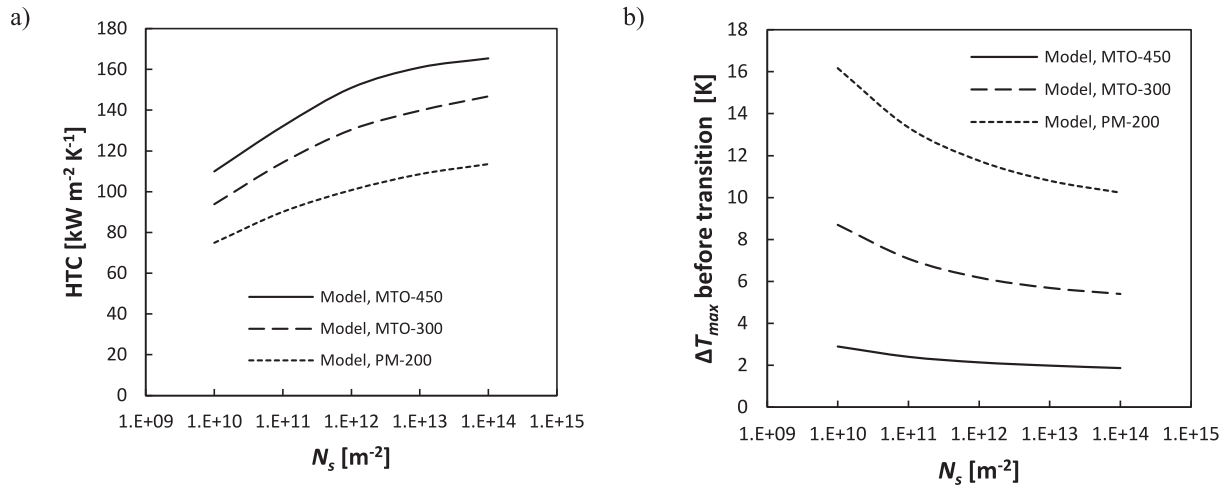 a)
180
160
140
120
100
80
60
40
20
0
HTC [kW m-2 K-1]
Model, MTO-450
Model, MTO-300
Model, PM-200
1.E+09 1.E+10 1.E+11 1.E+12 1.E+13 1.E+14 1.E+15
Ns [m-2]
b)
18
16
14
12
10
8
6
4
2
0
ΔTmax before transition [K]
Model, MTO-450
Model, MTO-300
Model, PM-200
1.E+09 1.E+10 1.E+11 1.E+12 1.E+13 1.E+14 1.E+15
Ns [m-2]